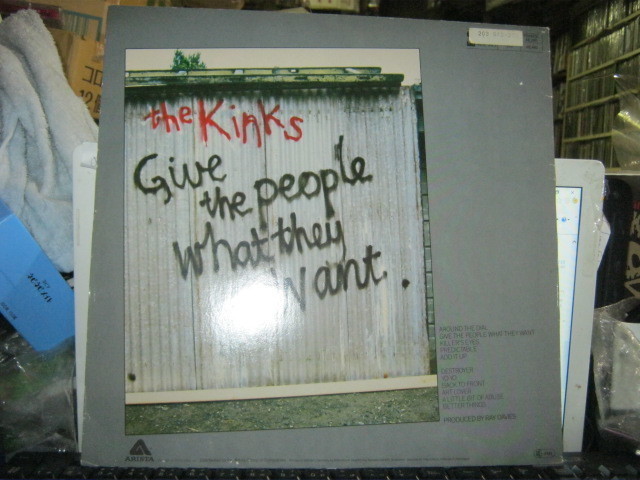 the Kinks
Give
the people
What they
Want.
AROUND THE DIAL
GIVE THE PEOPLE WHAT THEY WANT
KILLER'S EYES
PREDICTABLE
ADD IT UP
DESTROYER
YO-YO
BACK TO FRONT
ART LOVER
A LITTLE BIT OF ABUSE
BETTER THINGS
PRODUCED BY RAY DAVIES
ARISTA